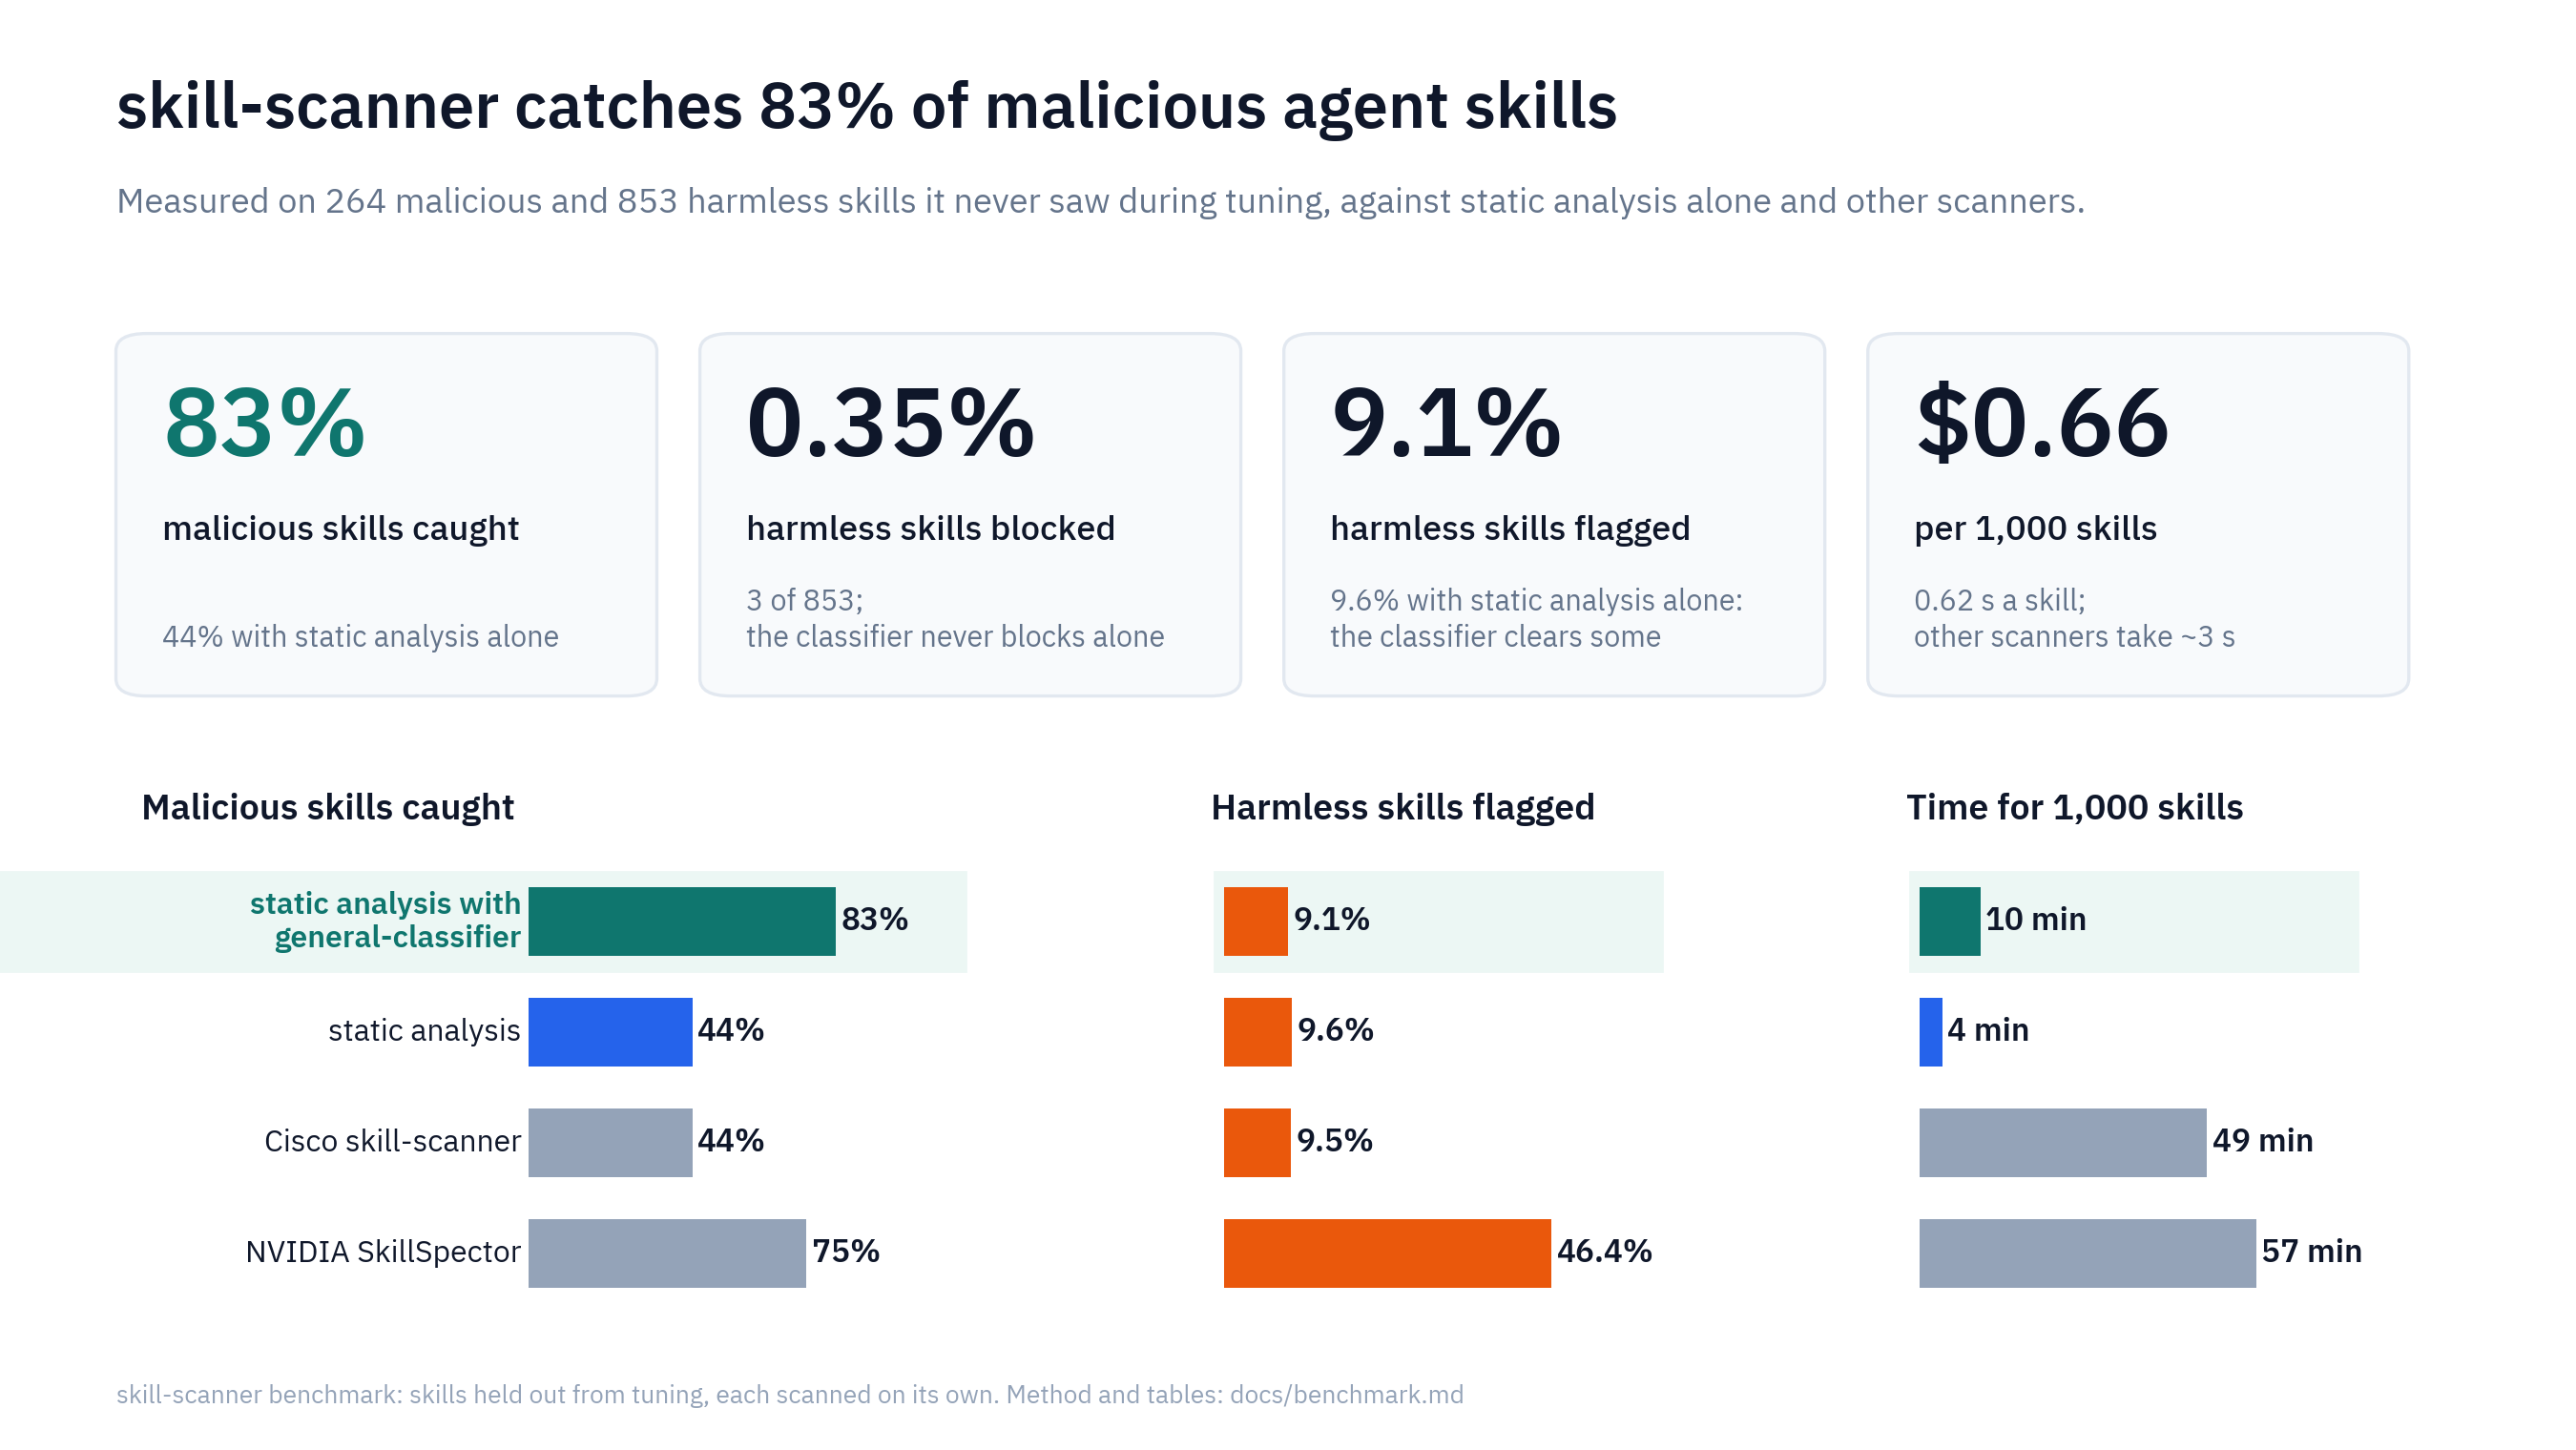 skill-scanner catches 83% of malicious agent skills
Measured on 264 malicious and 853 harmless skills it never saw during tuning, against static analysis alone and other scanners.
83%
malicious skills caught
44% with static analysis alone
0.35%
harmless skills blocked
3 of 853;
the classifier never blocks alone
9.1%
harmless skills flagged
9.6% with static analysis alone:
the classifier clears some
$0.66
per 1,000 skills
0.62 s a skill;
other scanners take ~3 s
Malicious skills caught
static analysis with
general-classifier
83%
static analysis
44%
Cisco skill-scanner
44%
NVIDIA SkillSpector
75%
Harmless skills flagged
9.1%
9.6%
9.5%
46.4%
Time for 1,000 skills
10 min
4 min
49 min
57 min
skill-scanner benchmark: skills held out from tuning, each scanned on its own. Method and tables: docs/benchmark.md